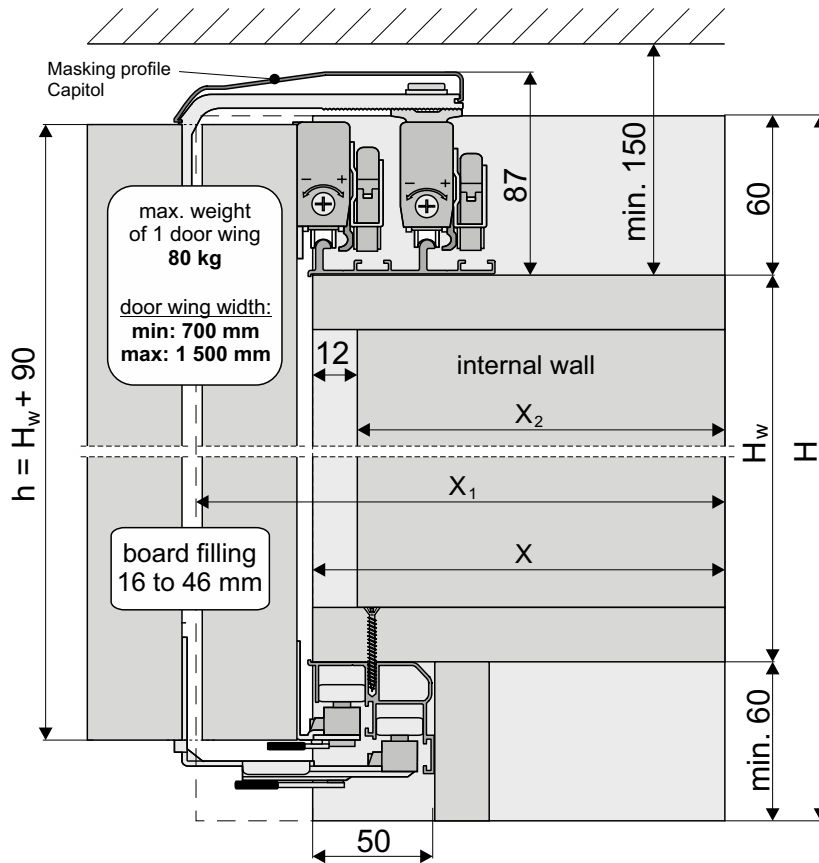 Masking profile
Capitol
max. weight
of 1 door wing
80 kg
door wing width:
min: 700 mm
max: 1 500 mm
board filling
16 to 46 mm
h = Hw + 90
87
min. 150
60
12
internal wall
X2
X1
X
Hw
H
min. 60
50
- +
- +